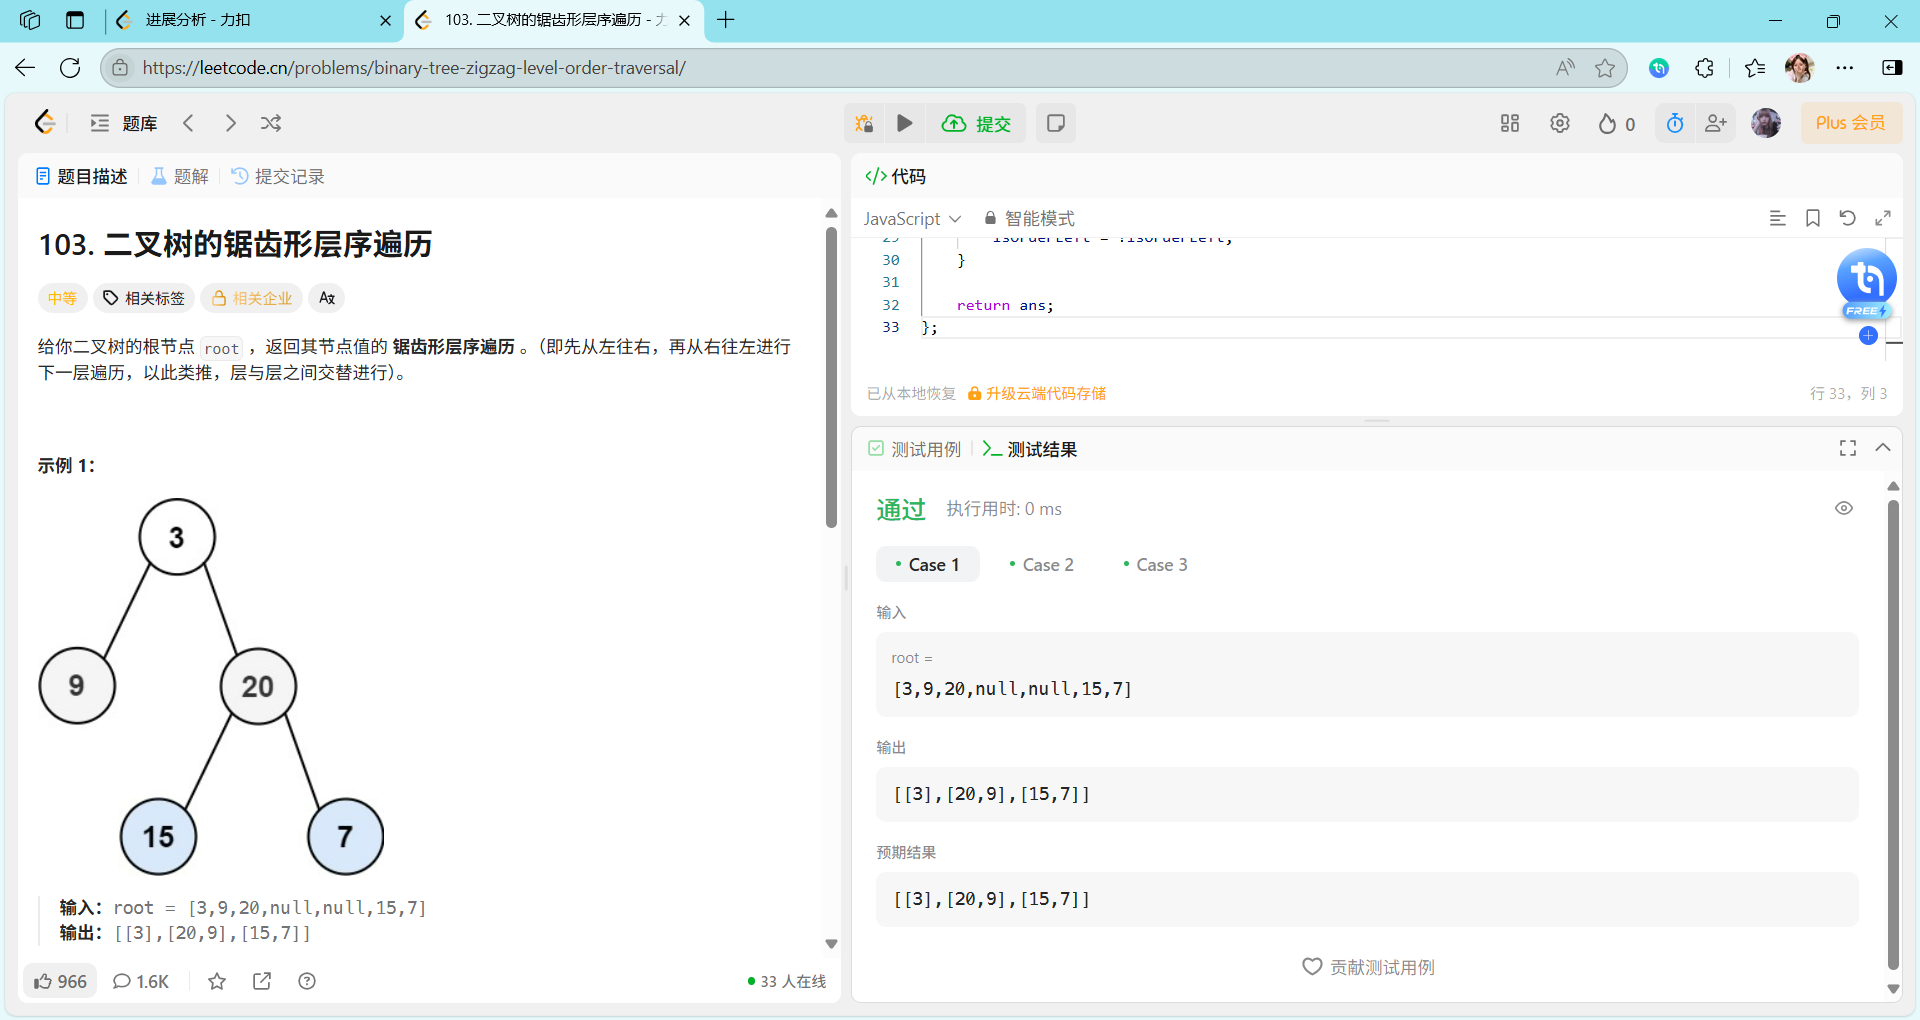 进展分析 - 力扣
103. 二叉树的锯齿形层序遍历 - 力
https://leetcode.cn/problems/binary-tree-zigzag-level-order-traversal/
题库
提交
0
Plus 会员
题目描述
题解
提交记录
103. 二叉树的锯齿形层序遍历
中等
相关标签
相关企业
给你二叉树的根节点 root ，返回其节点值的 锯齿形层序遍历 。（即先从左往右，再从右往左进行
下一层遍历，以此类推，层与层之间交替进行）。
示例 1：
3
9
20
15
7
输入：root = [3,9,20,null,null,15,7]
输出：[[3],[20,9],[15,7]]
966
1.6K
33 人在线
</> 代码
JavaScript
智能模式
29 isOrderLeft = !isOrderLeft;
30 }
31
32 return ans;
33 };
FREE
已从本地恢复
升级云端代码存储
行 33，列 3
测试用例
测试结果
通过
执行用时: 0 ms
Case 1
Case 2
Case 3
输入
root =
[3,9,20,null,null,15,7]
输出
[[3],[20,9],[15,7]]
预期结果
[[3],[20,9],[15,7]]
贡献测试用例